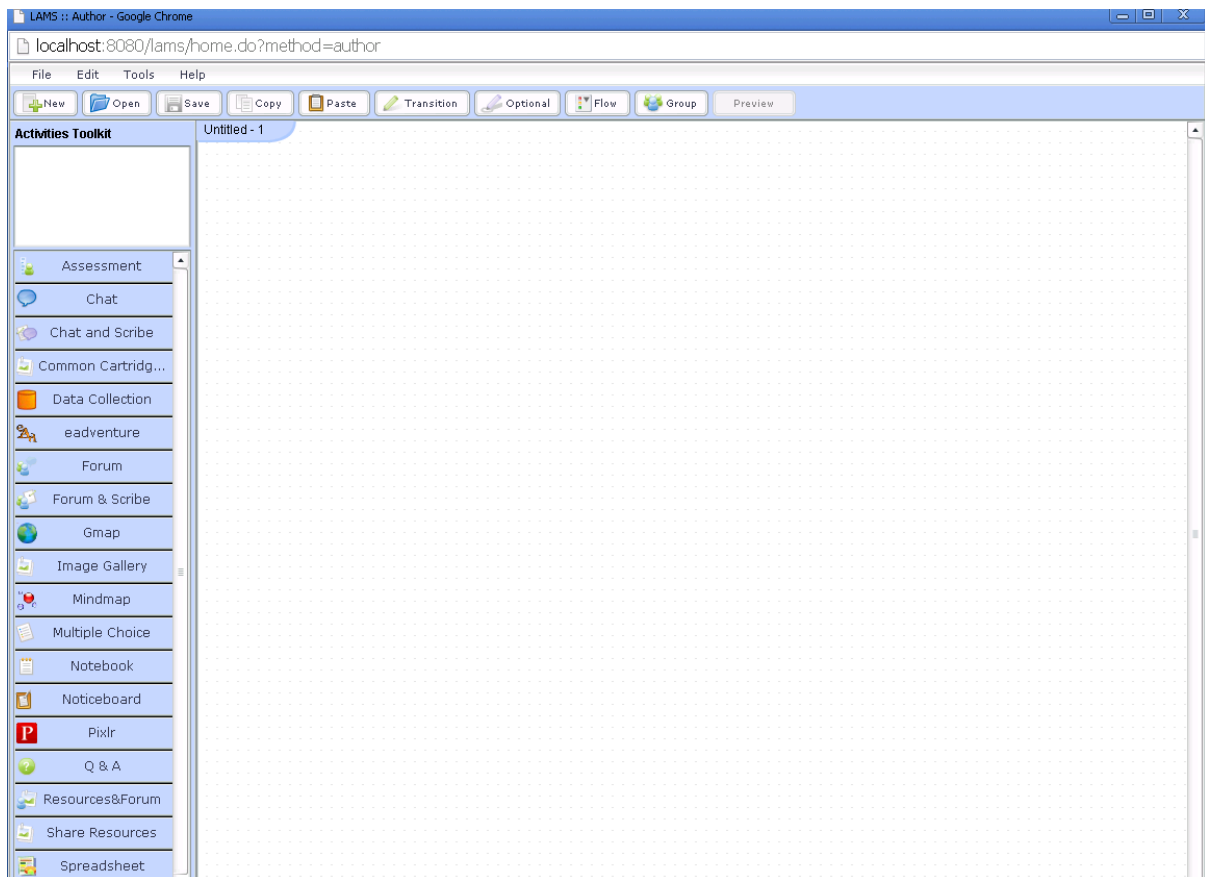 LAMS :: Author - Google Chrome
localhost:8080/lams/home.do?method=author
File Edit Tools Help
New Open Save Copy Paste Transition Optional Flow Group Preview
Activities Toolkit
Untitled - 1
Assessment
Chat
Chat and Scribe
Common Cartridg...
Data Collection
eadventure
Forum
Forum & Scribe
Gmap
Image Gallery
Mindmap
Multiple Choice
Notebook
Noticeboard
P Pixlr
Q & A
Resources&Forum
Share Resources
Spreadsheet